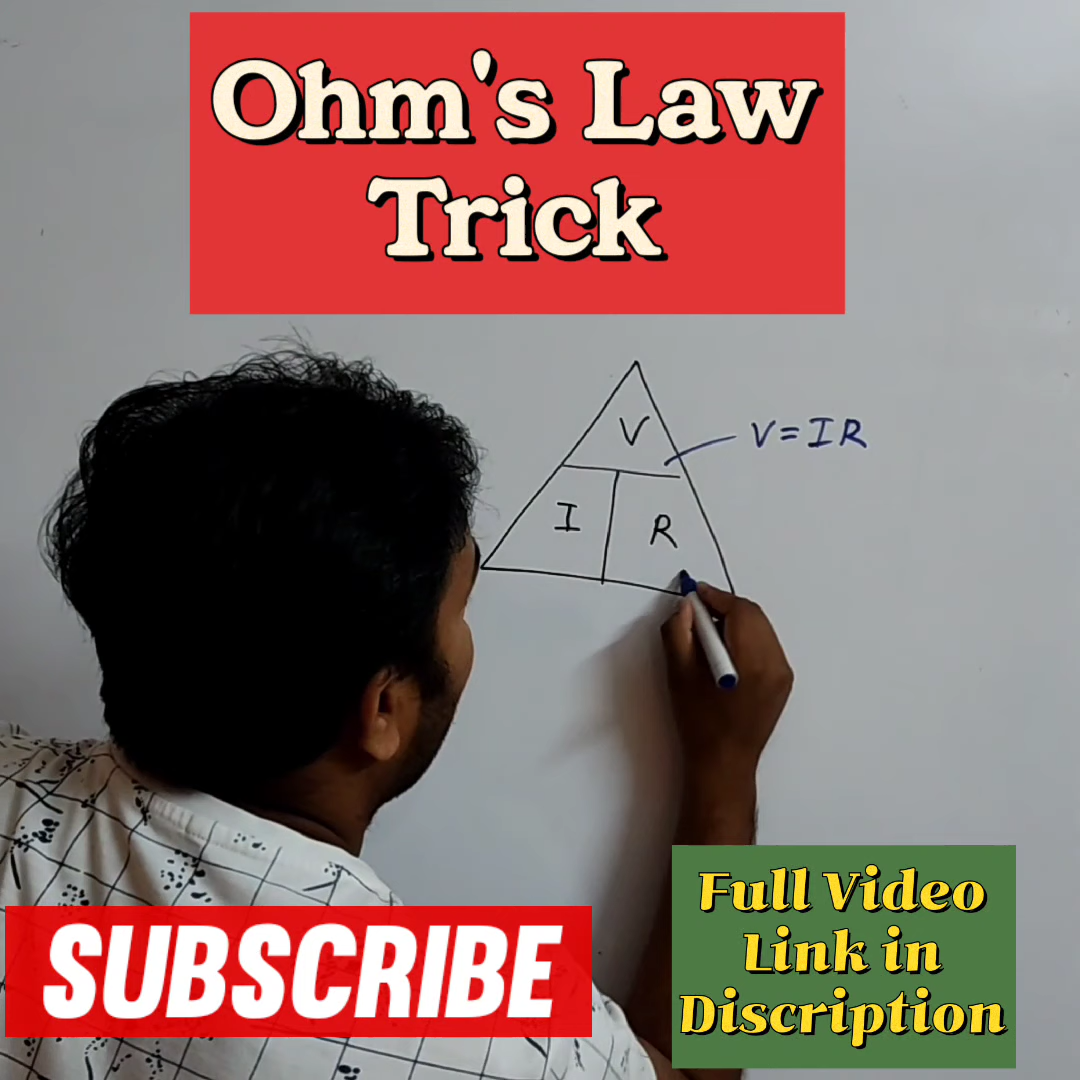 Ohm's Law
Trick
V
V=IR
I
R
SUBSCRIBE
Full Video
Link in
Discription